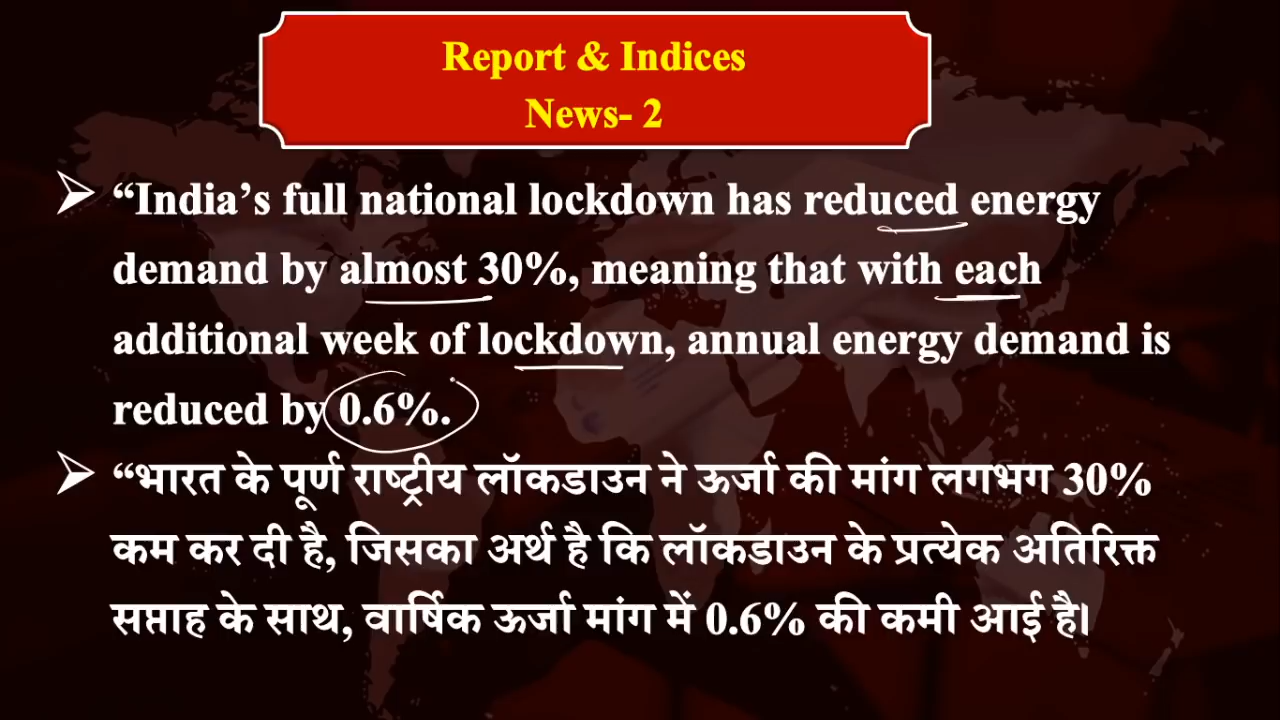 Report & Indices
News- 2
“India’s full national lockdown has reduced energy
demand by almost 30%, meaning that with each
additional week of lockdown, annual energy demand is
reduced by 0.6%.
“भारत के पूर्ण राष्ट्रीय लॉकडाउन ने ऊर्जा की मांग लगभग 30%
कम कर दी है, जिसका अर्थ है कि लॉकडाउन के प्रत्येक अतिरिक्त
सप्ताह के साथ, वार्षिक ऊर्जा मांग में 0.6% की कमी आई है।